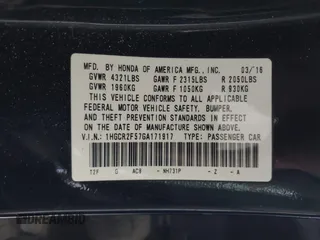 MFD. BY HONDA OF AMERICA MFG., INC. 03/16
GVWR 4321LBS GAWR F 2315LBS R 2050LBS
GVWR 1960KG GAWR F 1050KG R 930KG
THIS VEHICLE CONFORMS TO ALL APPLICABLE
FEDERAL MOTOR VEHICLE SAFETY, BUMPER,
AND THEFT PREVENTION STANDARDS IN EFFECT
ON THE DATE OF MANUFACTURE SHOWN ABOVE.
V.I.N.: 1HGCR2F57GA171917 TYPE: PASSENGER CAR